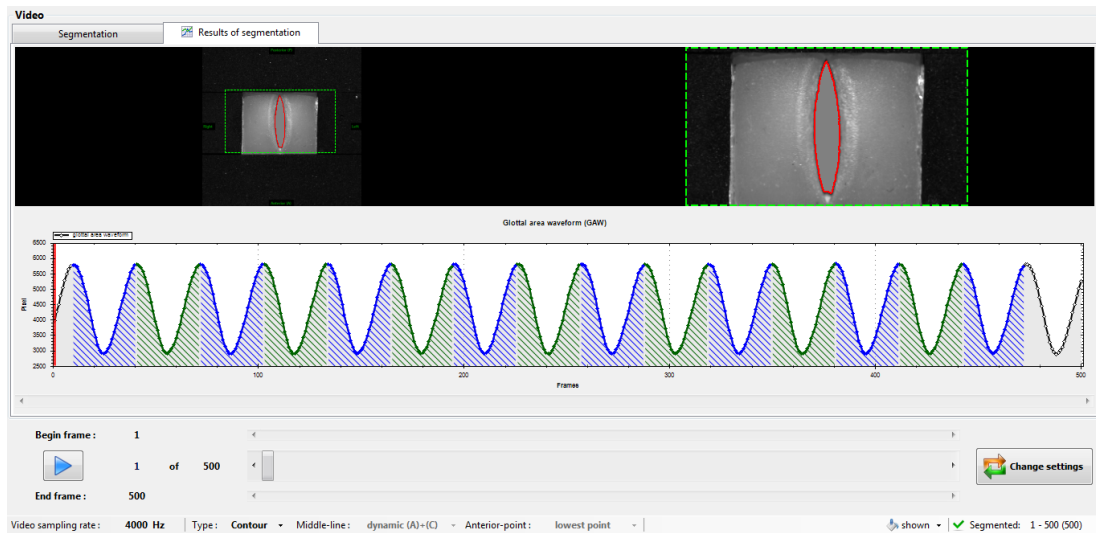 Video
Segmentation
Results of segmentation
Right
Left
Glottal area waveform (GAW)
glottal area waveform
6500
6000
5500
5000
4500
4000
3500
3000
2500
Pixel
0 100 200 300 400 500
Frames
Begin frame : 1
1 of 500
Change settings
End frame : 500
Video sampling rate : 4000 Hz Type : Contour Middle-line : dynamic (A)+(C) Anterior-point : lowest point shown Segmented: 1 - 500 (500)